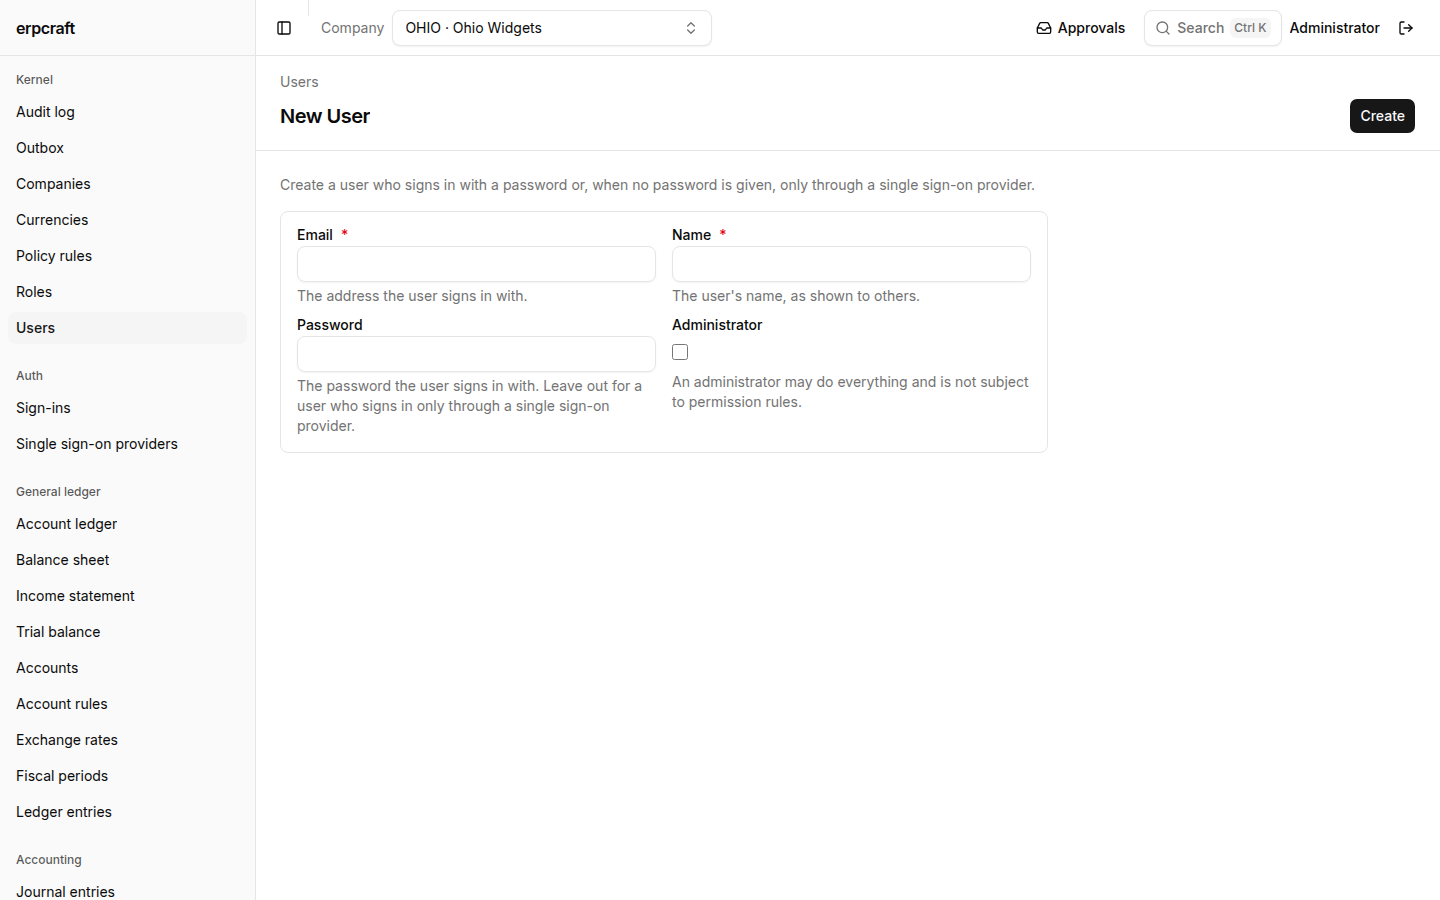 erpcraft
Company
OHIO · Ohio Widgets
Approvals
Search Ctrl K
Administrator
Kernel
Audit log
Outbox
Companies
Currencies
Policy rules
Roles
Users
Auth
Sign-ins
Single sign-on providers
General ledger
Account ledger
Balance sheet
Income statement
Trial balance
Accounts
Account rules
Exchange rates
Fiscal periods
Ledger entries
Accounting
Journal entries
Users
New User
Create
Create a user who signs in with a password or, when no password is given, only through a single sign-on provider.
Email *
The address the user signs in with.
Name *
The user's name, as shown to others.
Password
The password the user signs in with. Leave out for a
user who signs in only through a single sign-on
provider.
Administrator
An administrator may do everything and is not subject
to permission rules.